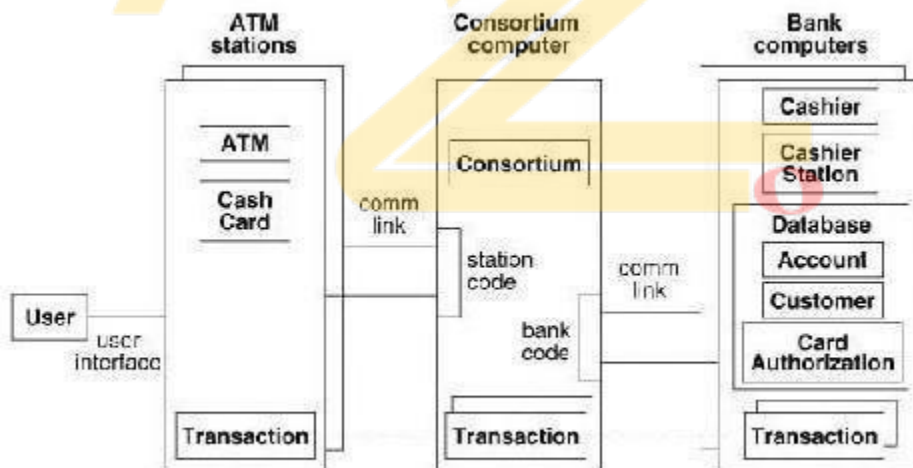 ATM
stations
Consortium
computer
Bank
computers
ATM
Cash
Card
Transaction
User
user
interface
comm
link
Consortium
station
code
bank
code
Transaction
comm
link
Cashier
Cashier
Station
Database
Account
Customer
Card
Authorization
Transaction